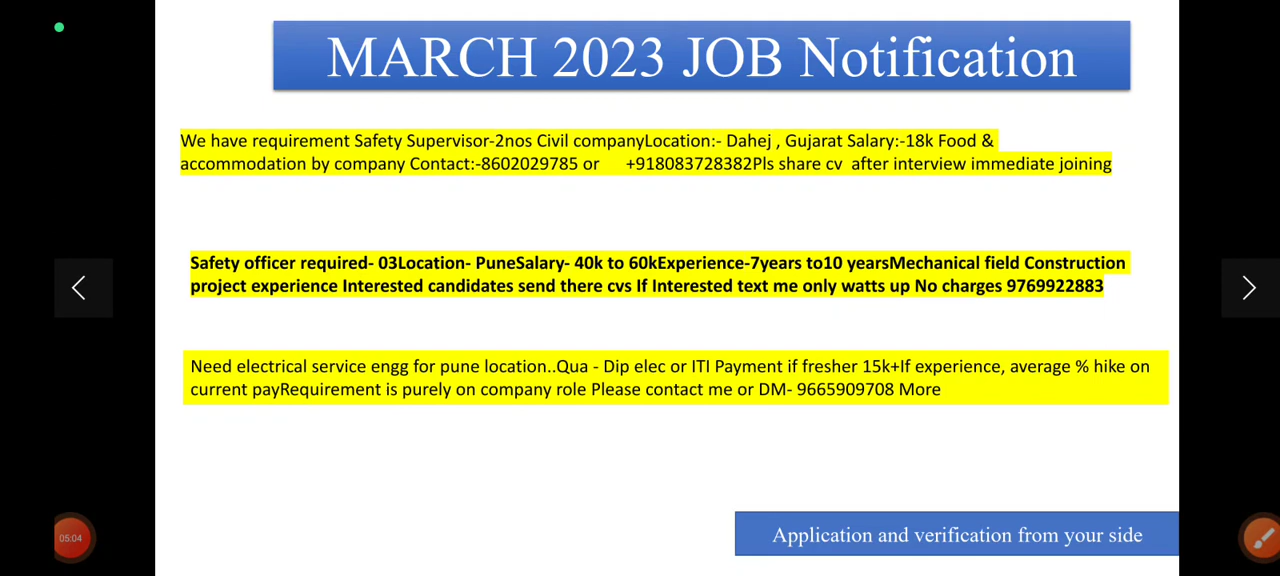 MARCH 2023 JOB Notification
We have requirement Safety Supervisor-2nos Civil companyLocation:- Dahej , Gujarat Salary:-18k Food &
accommodation by company Contact:-8602029785 or +918083728382Pls share cv after interview immediate joining
Safety officer required- 03Location- PuneSalary- 40k to 60kExperience-7years to10 yearsMechanical field Construction
project experience Interested candidates send there cvs If Interested text me only watts up No charges 9769922883
Need electrical service engg for pune location..Qua - Dip elec or ITI Payment if fresher 15k+If experience, average % hike on
current payRequirement is purely on company role Please contact me or DM- 9665909708 More
Application and verification from your side
05:04